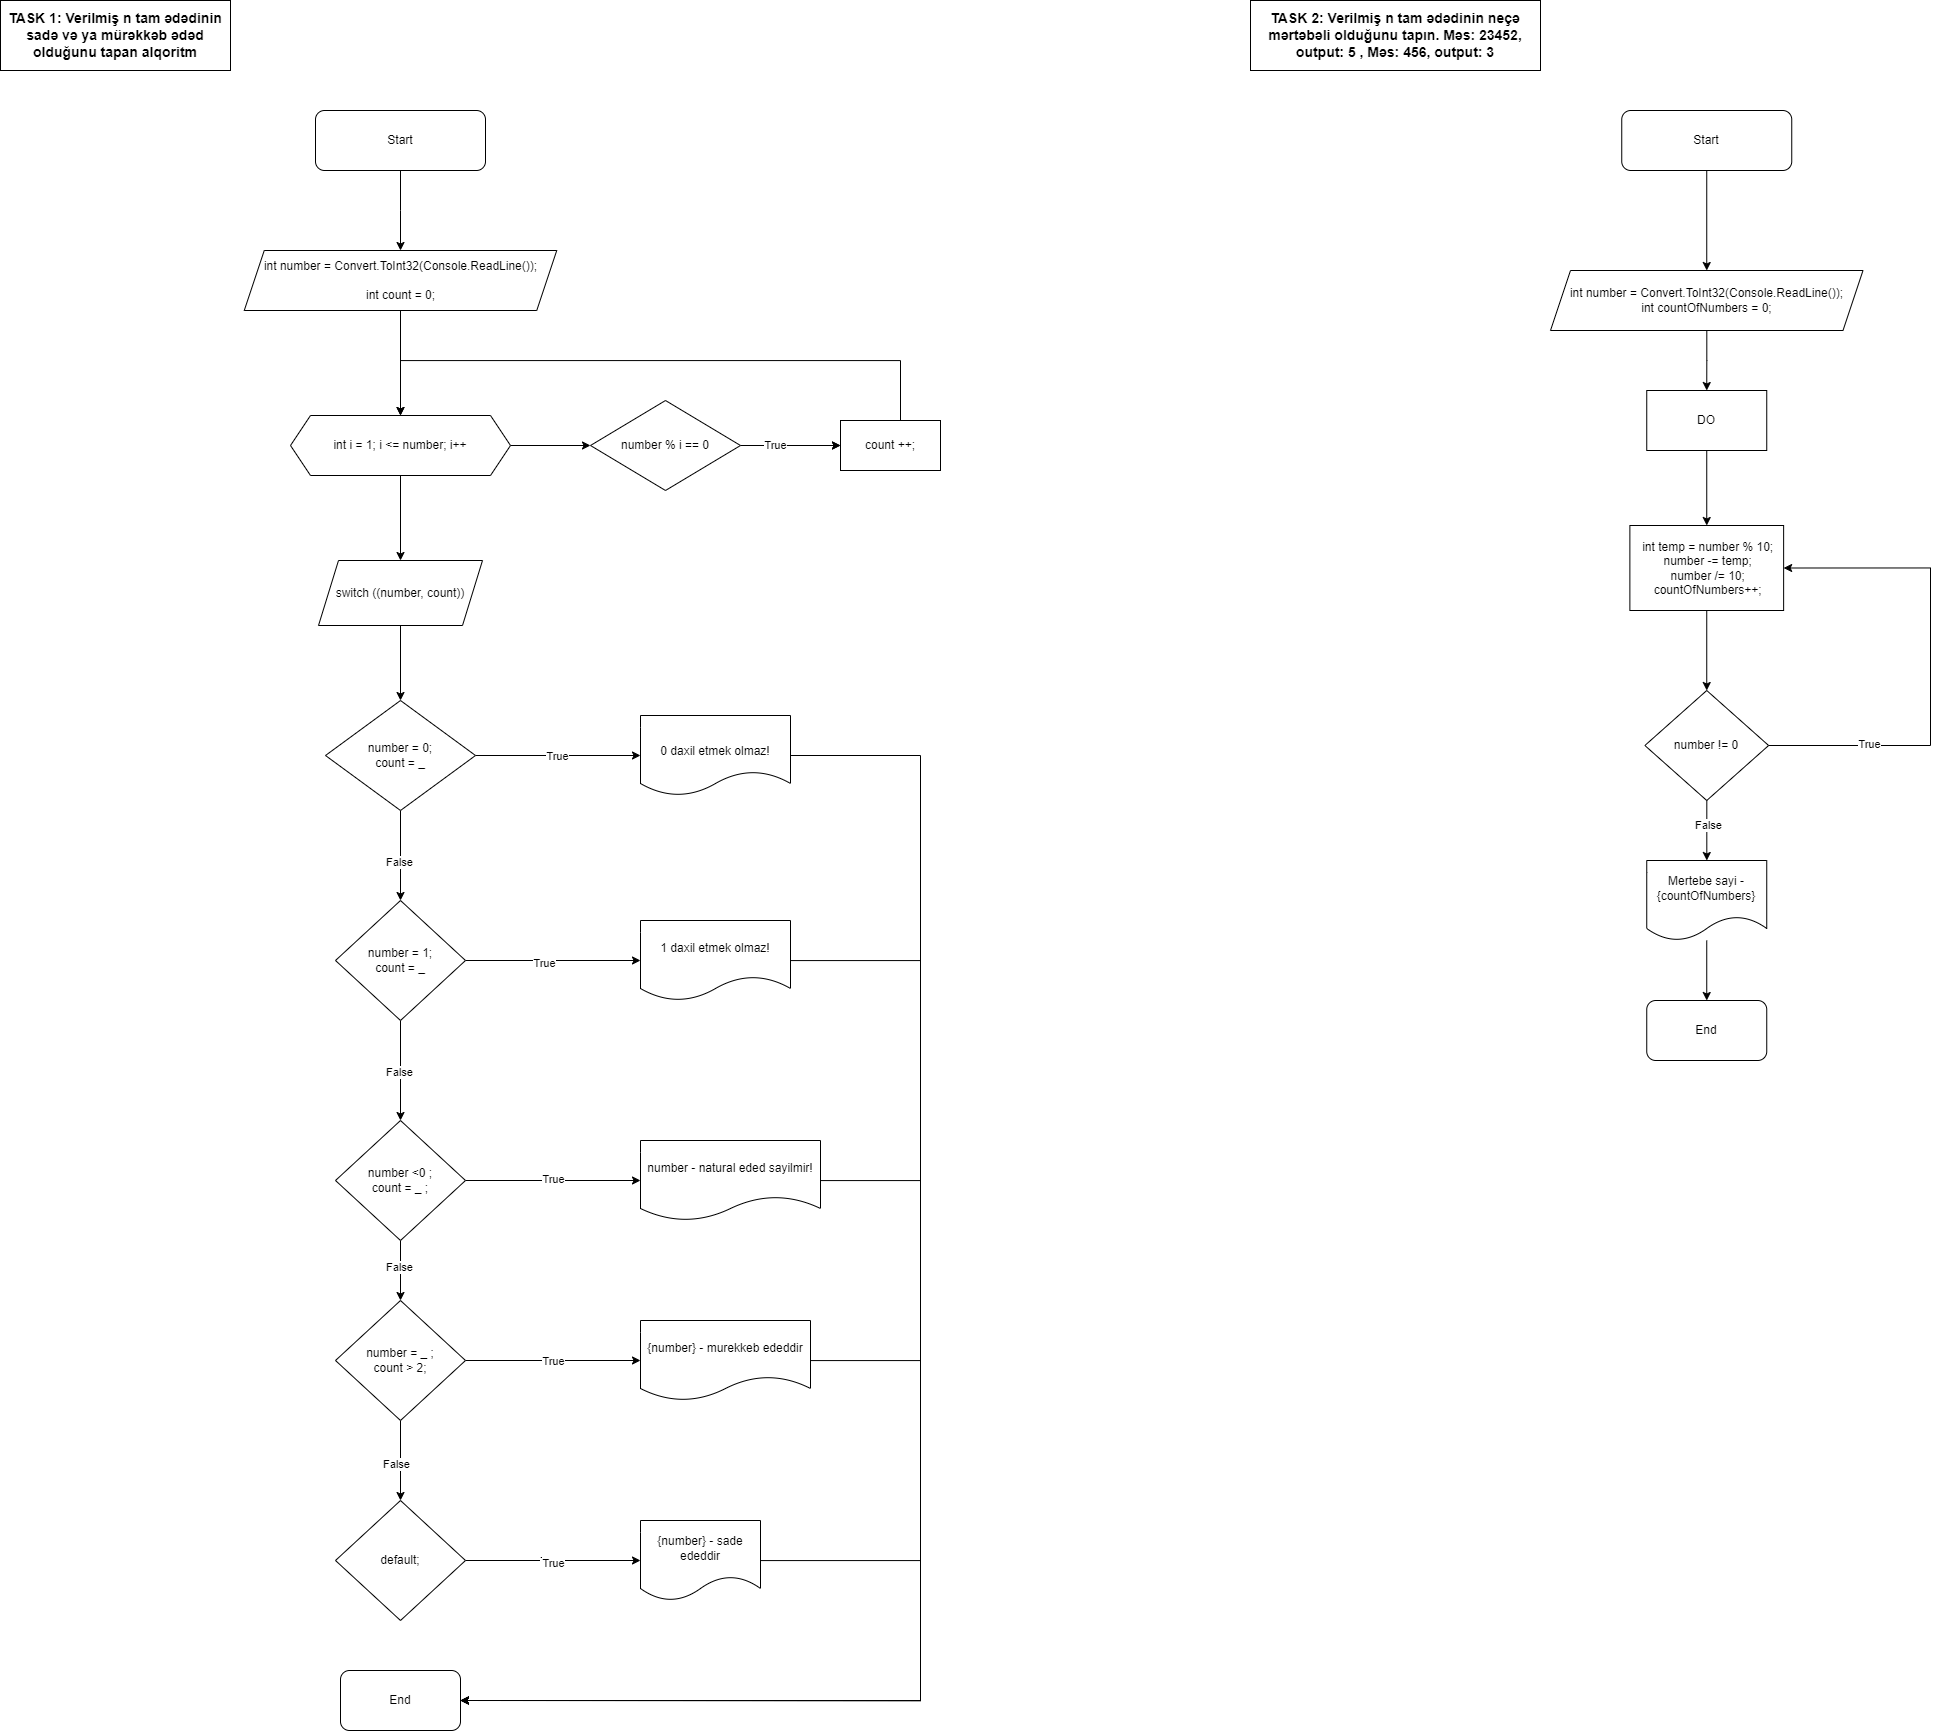 TASK 1: Verilmiş n tam ədədinin
sadə və ya mürəkkəb ədəd
olduğunu tapan alqoritm
Start
int number = Convert.ToInt32(Console.ReadLine());
int count = 0;
int i = 1; i <= number; i++
number % i == 0
True
count ++;
switch ((number, count))
number = 0;
count = _
True
0 daxil etmek olmaz!
False
number = 1;
count = _
True
1 daxil etmek olmaz!
False
number <0 ;
count = _ ;
True
number - natural eded sayilmir!
False
number = _ ;
count > 2;
True
{number} - murekkeb ededdir
False
default;
True
{number} - sade
ededdir
End
TASK 2: Verilmiş n tam ədədinin neçə
mərtəbəli olduğunu tapın. Məs: 23452,
output: 5 , Məs: 456, output: 3
Start
int number = Convert.ToInt32(Console.ReadLine());
int countOfNumbers = 0;
DO
int temp = number % 10;
number -= temp;
number /= 10;
countOfNumbers++;
number != 0
True
False
Mertebe sayi -
{countOfNumbers}
End